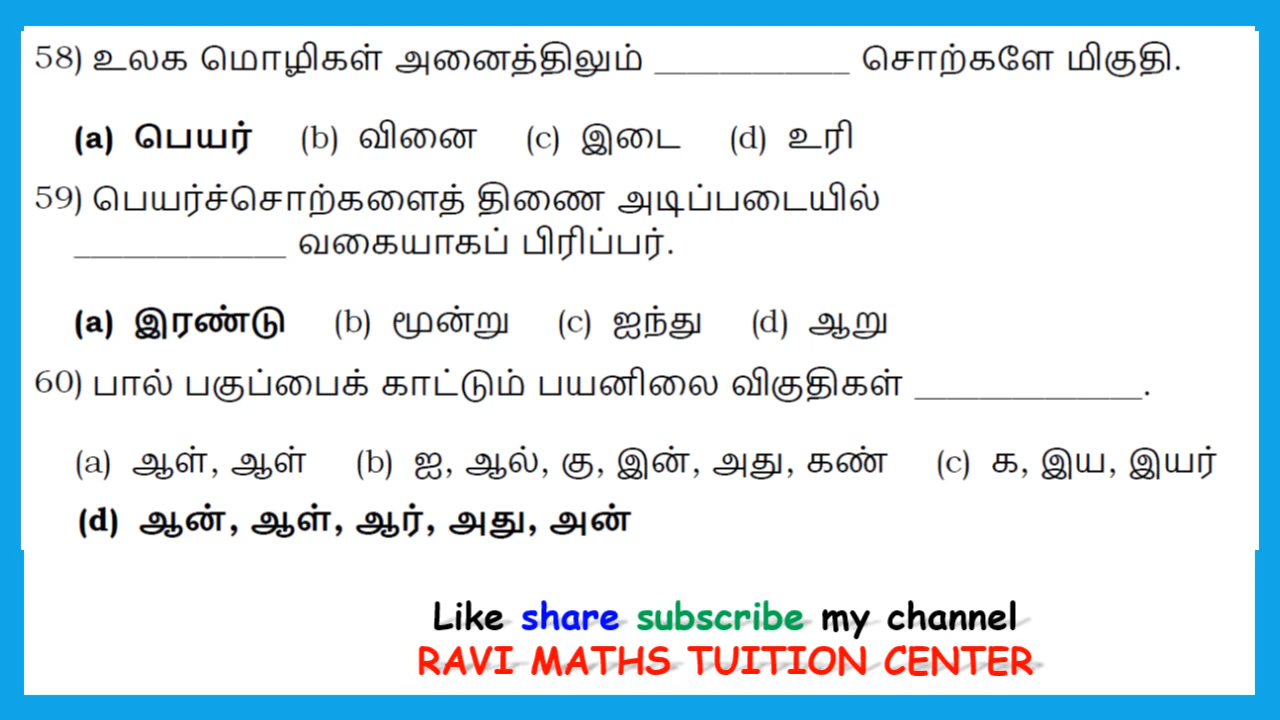 58) உலக மொழிகள் அனைத்திலும் ____________ சொற்களே மிகுதி.
(a) பெயர் (b) வினை (c) இடை (d) உரி
59) பெயர்ச்சொற்களைத் திணை அடிப்படையில்
_____________ வகையாகப் பிரிப்பர்.
(a) இரண்டு (b) மூன்று (c) ஐந்து (d) ஆறு
60) பால் பகுப்பைக் காட்டும் பயனிலை விகுதிகள் ______________.
(a) ஆள், ஆள் (b) ஐ, ஆல், கு, இன், அது, கண் (c) க, இய, இயர்
(d) ஆன், ஆள், ஆர், அது, அன்
Like share subscribe my channel
RAVI MATHS TUITION CENTER